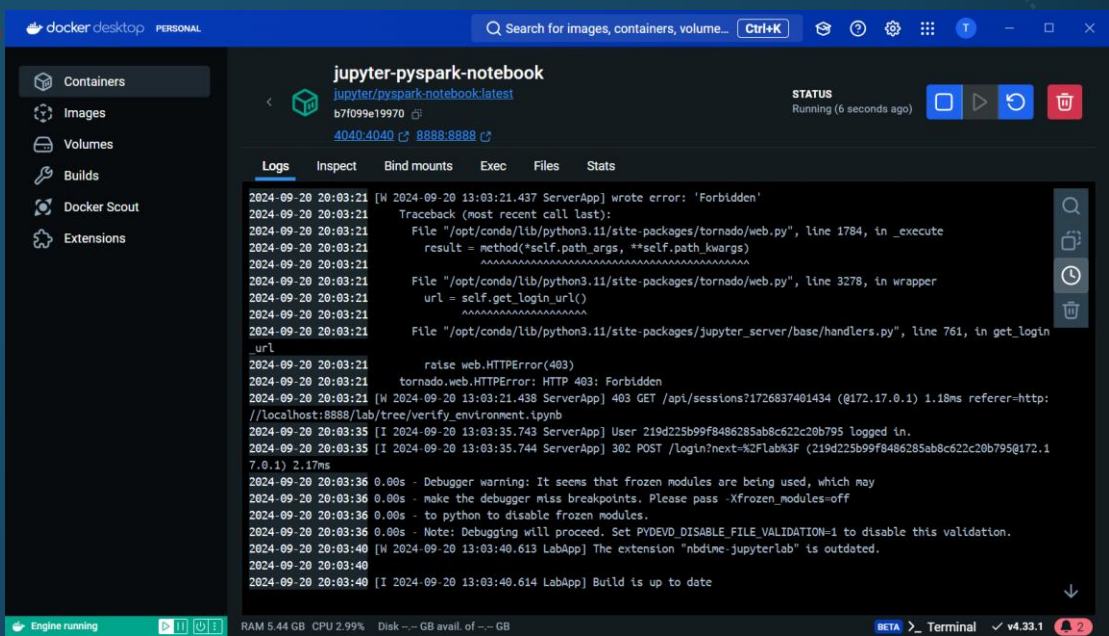 docker desktop PERSONAL
Search for images, containers, volume... Ctrl+K
T
Containers
Images
Volumes
Builds
Docker Scout
Extensions
jupyter-pyspark-notebook
jupyter/pyspark-notebook:latest
b7f099e19970
4040:4040 8888:8888
STATUS
Running (6 seconds ago)
Logs Inspect Bind mounts Exec Files Stats
2024-09-20 20:03:21 [W 2024-09-20 13:03:21.437 ServerApp] wrote error: 'Forbidden'
2024-09-20 20:03:21 Traceback (most recent call last):
2024-09-20 20:03:21 File "/opt/conda/lib/python3.11/site-packages/tornado/web.py", line 1784, in _execute
2024-09-20 20:03:21 result = method(*self.path_args, **self.path_kwargs)
2024-09-20 20:03:21 ^^^^^^^^^^^^^^^^^^^^^^^^^^^^^^^^^^^^^^^^^^^
2024-09-20 20:03:21 File "/opt/conda/lib/python3.11/site-packages/tornado/web.py", line 3278, in wrapper
2024-09-20 20:03:21 url = self.get_login_url()
2024-09-20 20:03:21 ^^^^^^^^^^^^^^^^^^^^
2024-09-20 20:03:21 File "/opt/conda/lib/python3.11/site-packages/jupyter_server/base/handlers.py", line 761, in get_login
_url
2024-09-20 20:03:21 raise web.HTTPError(403)
2024-09-20 20:03:21 tornado.web.HTTPError: HTTP 403: Forbidden
2024-09-20 20:03:21 [W 2024-09-20 13:03:21.438 ServerApp] 403 GET /api/sessions?1726837401434 (@172.17.0.1) 1.18ms referer=http:
//localhost:8888/lab/tree/verify_environment.ipynb
2024-09-20 20:03:35 [I 2024-09-20 13:03:35.743 ServerApp] User 219d225b99f8486285ab8c622c20b795 logged in.
2024-09-20 20:03:35 [I 2024-09-20 13:03:35.744 ServerApp] 302 POST /login?next=%2Flab%3F (219d225b99f8486285ab8c622c20b795@172.1
7.0.1) 2.17ms
2024-09-20 20:03:36 0.00s - Debugger warning: It seems that frozen modules are being used, which may
2024-09-20 20:03:36 0.00s - make the debugger miss breakpoints. Please pass -Xfrozen_modules=off
2024-09-20 20:03:36 0.00s - to python to disable frozen modules.
2024-09-20 20:03:36 0.00s - Note: Debugging will proceed. Set PYDEVD_DISABLE_FILE_VALIDATION=1 to disable this validation.
2024-09-20 20:03:40 [W 2024-09-20 13:03:40.613 LabApp] The extension "nbdime-jupyterlab" is outdated.
2024-09-20 20:03:40
2024-09-20 20:03:40 [I 2024-09-20 13:03:40.614 LabApp] Build is up to date
Engine running RAM 5.44 GB CPU 2.99% Disk --.-- GB avail. of --.-- GB BETA >_ Terminal v4.33.1 2